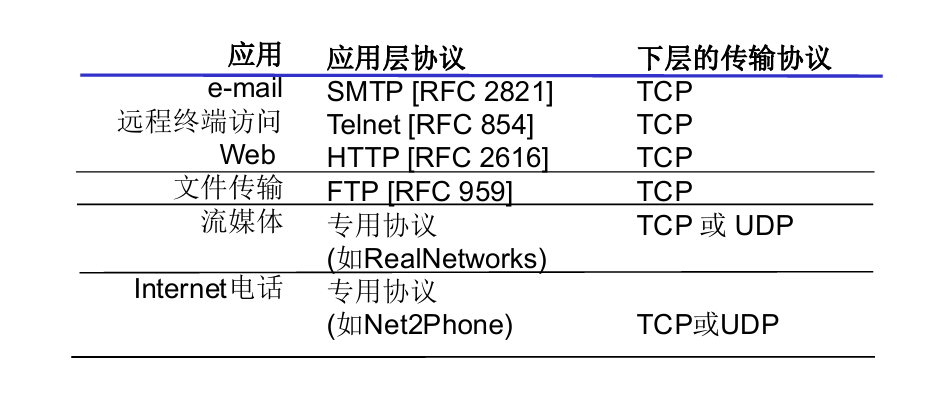 应用 应用层协议 下层的传输协议
e-mail SMTP [RFC 2821] TCP
远程终端访问 Telnet [RFC 854] TCP
Web HTTP [RFC 2616] TCP
文件传输 FTP [RFC 959] TCP
流媒体 专用协议 TCP 或 UDP
(如RealNetworks)
Internet电话 专用协议
(如Net2Phone) TCP或UDP